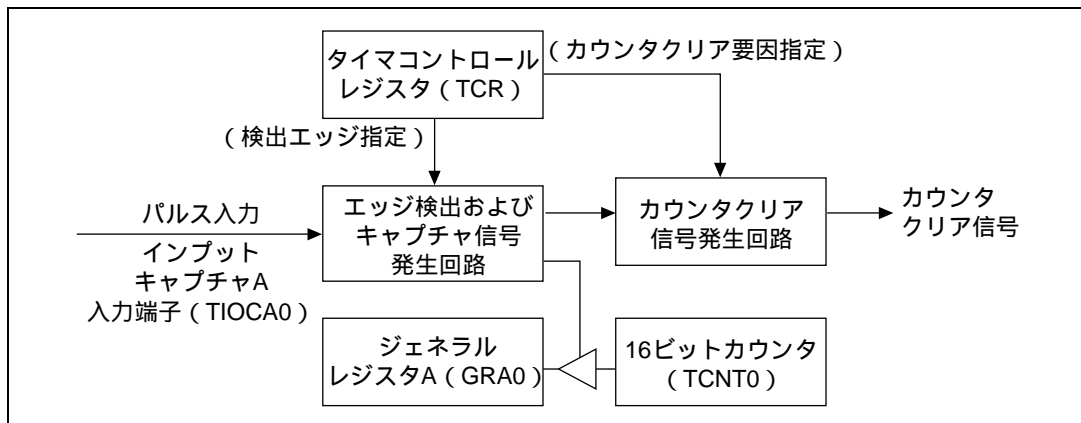 タイマコントロール
レジスタ（TCR）
（カウンタクリア要因指定）
（検出エッジ指定）
パルス入力
インプット
キャプチャA
入力端子（TIOCA0）
エッジ検出および
キャプチャ信号
発生回路
カウンタクリア
信号発生回路
カウンタ
クリア信号
ジェネラル
レジスタA（GRA0）
16ビットカウンタ
（TCNT0）